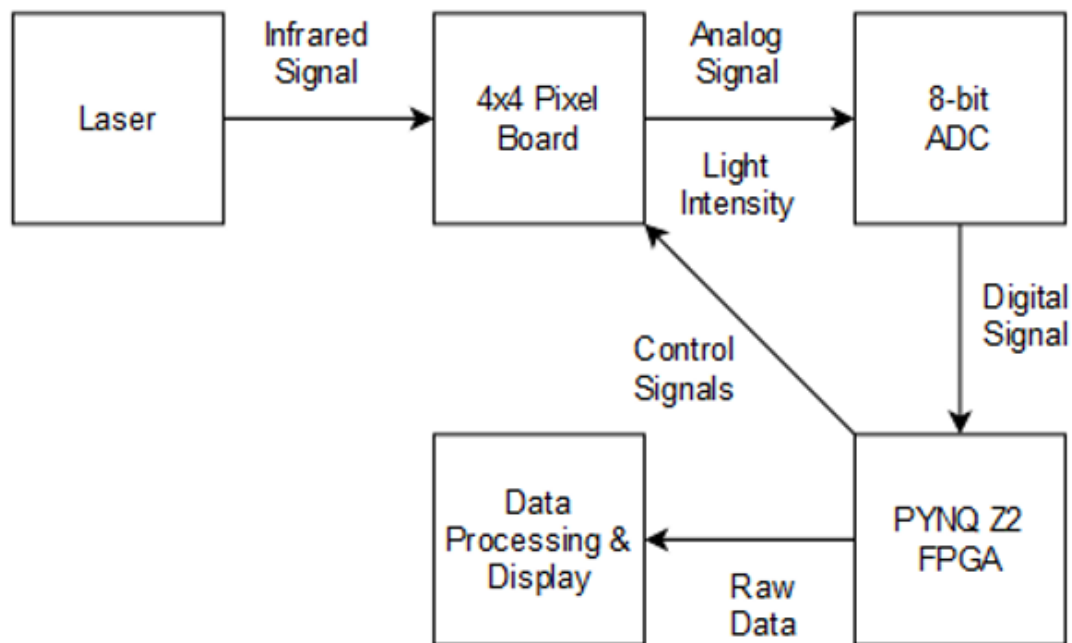 Infrared
Signal
Analog
Signal
Laser
4x4 Pixel
Board
8-bit
ADC
Light
Intensity
Digital
Signal
Control
Signals
Data
Processing &
Display
PYNQ Z2
FPGA
Raw
Data